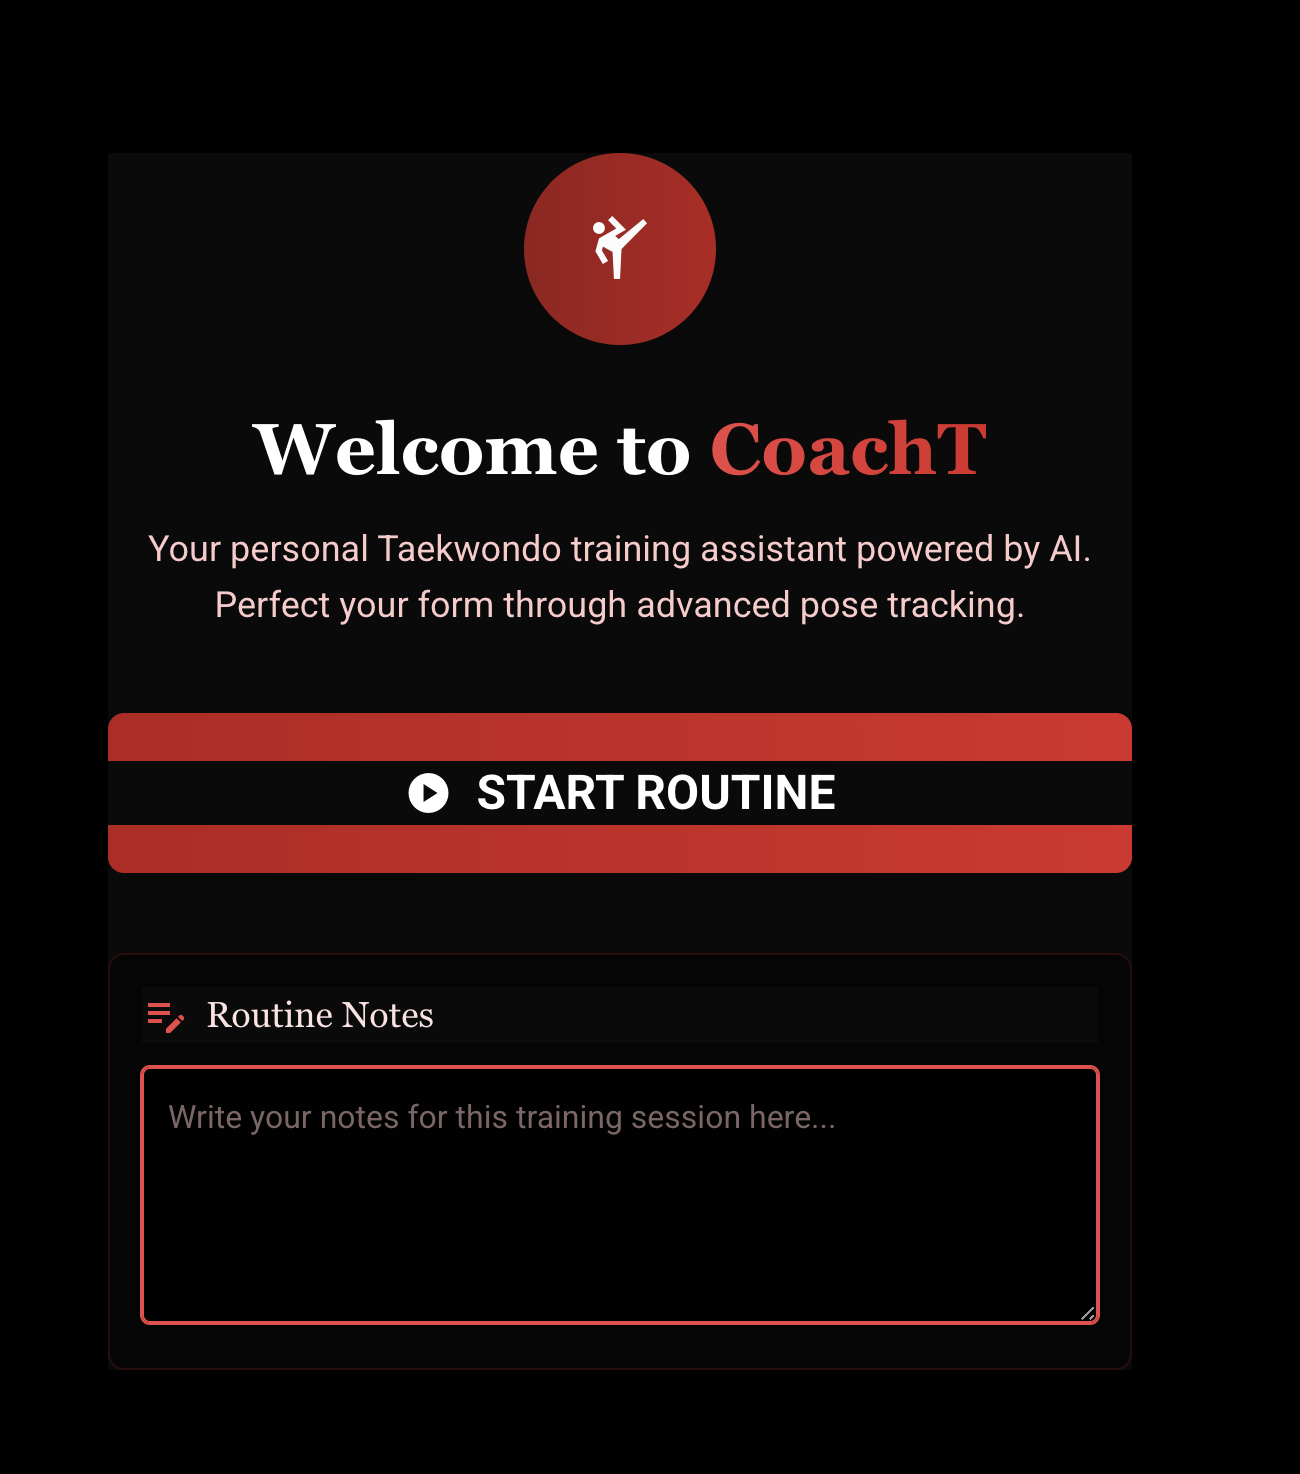 Welcome to CoachT
Your personal Taekwondo training assistant powered by AI.
Perfect your form through advanced pose tracking.
START ROUTINE
Routine Notes
Write your notes for this training session here...